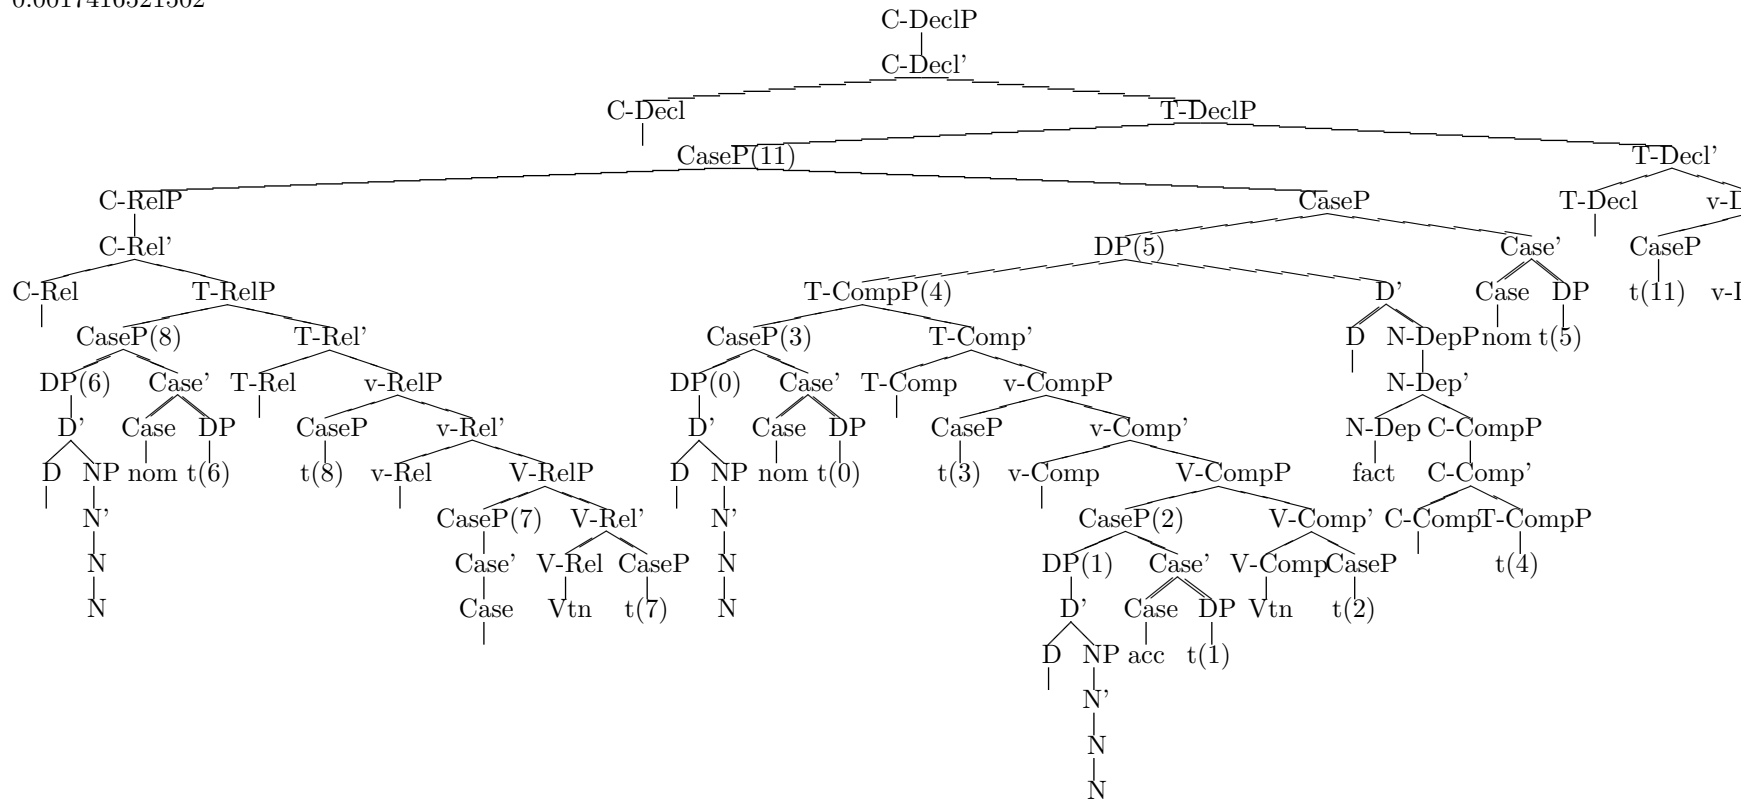 C-DeclP
C-Decl'
C-Decl T-DeclP
CaseP(11) T-Decl'
C-RelP CaseP T-Decl
C-Rel' DP(5) Case' CaseP
C-Rel T-RelP T-CompP(4) D' Case DP t(11)
CaseP(8) T-Rel' CaseP(3) T-Comp' D N-DepP nom t(5)
DP(6) Case' T-Rel v-RelP DP(0) Case' T-Comp v-CompP N-Dep'
D' Case DP CaseP v-Rel' D' Case DP CaseP v-Comp' N-Dep C-CompP
D NP nom t(6) t(8) v-Rel V-RelP D NP nom t(0) t(3) v-Comp V-CompP fact C-Comp'
N' CaseP(7) V-Rel' N' CaseP(2) V-Comp' C-Comp T-CompP
N Case' V-Rel CaseP N DP(1) Case' V-Comp CaseP t(4)
N Case Vtn t(7) N D' Case DP Vtn t(2)
D NP acc t(1)
N'
N
N